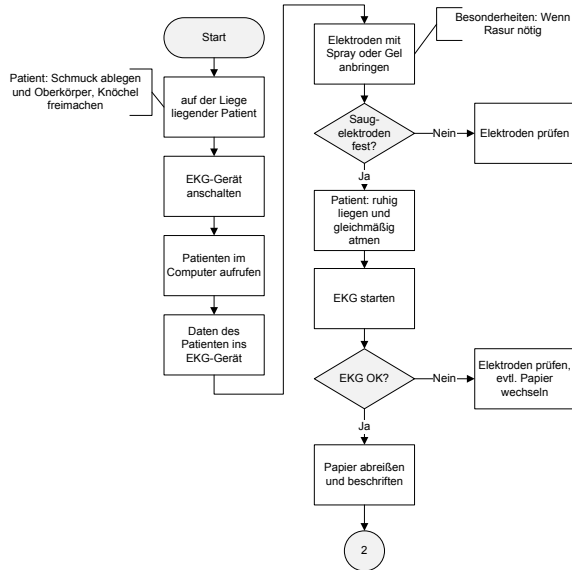 Start
Patient: Schmuck ablegen
und Oberkörper, Knöchel
freimachen
auf der Liege
liegender Patient
EKG-Gerät
anschalten
Patienten im
Computer aufrufen
Daten des
Patienten ins
EKG-Gerät
Elektroden mit
Spray oder Gel
anbringen
Besonderheiten: Wenn
Rasur nötig
Saug-
elektroden
fest?
Nein
Elektroden prüfen
Ja
Patient: ruhig
liegen und
gleichmäßig
atmen
EKG starten
EKG OK?
Nein
Elektroden prüfen,
evtl. Papier
wechseln
Ja
Papier abreißen
und beschriften
2